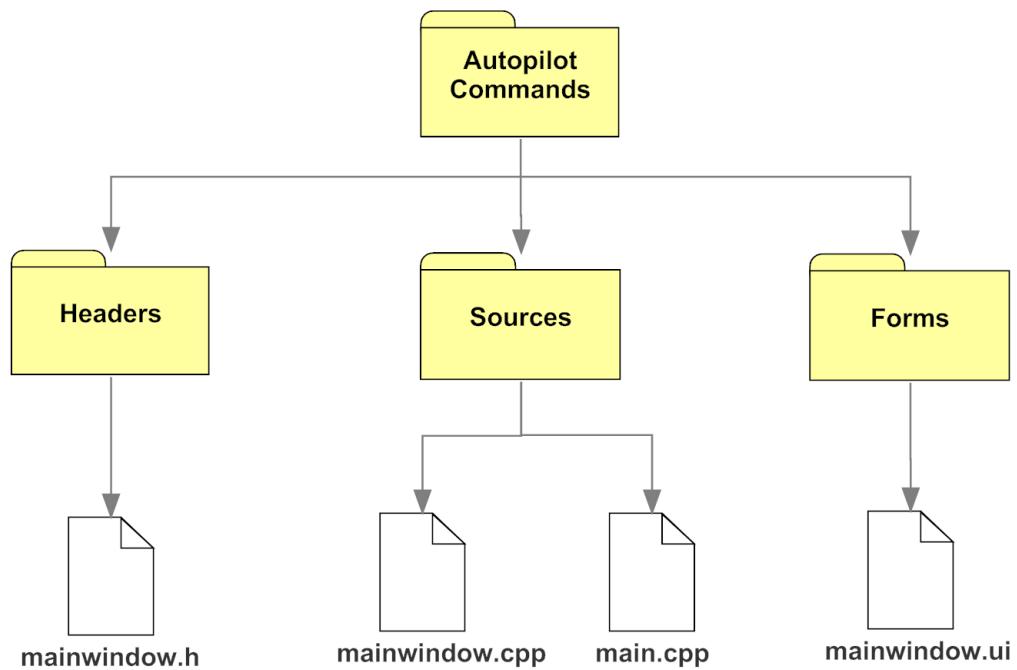 Autopilot
Commands
Headers
Sources
Forms
mainwindow.h
mainwindow.cpp
main.cpp
mainwindow.ui